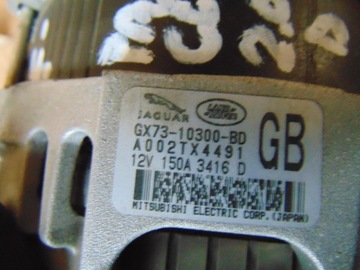 JAGUAR
LAND ROVER
GX73-10300-BD
A002TX4491
12V 150A 3416 D
GB
MITSUBISHI ELECTRIC CORP.(JAPAN)